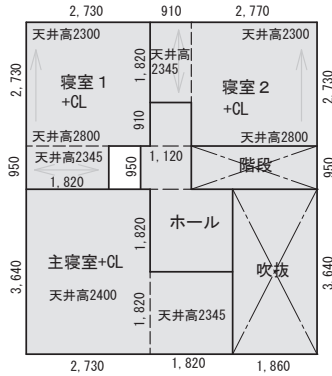 2,730 910 2,770
天井高2300 天井高 2345 天井高2300
2,730 1,820 2,730
寝室1 +CL
寝室2 +CL
910
天井高2800 天井高2800
950 天井高2345 950 1,120 階段 950
1,820
ホール
3,640 1,820 3,640
主寝室+CL 吹抜
天井高2400
1,820 天井高2345
2,730 1,820 1,860